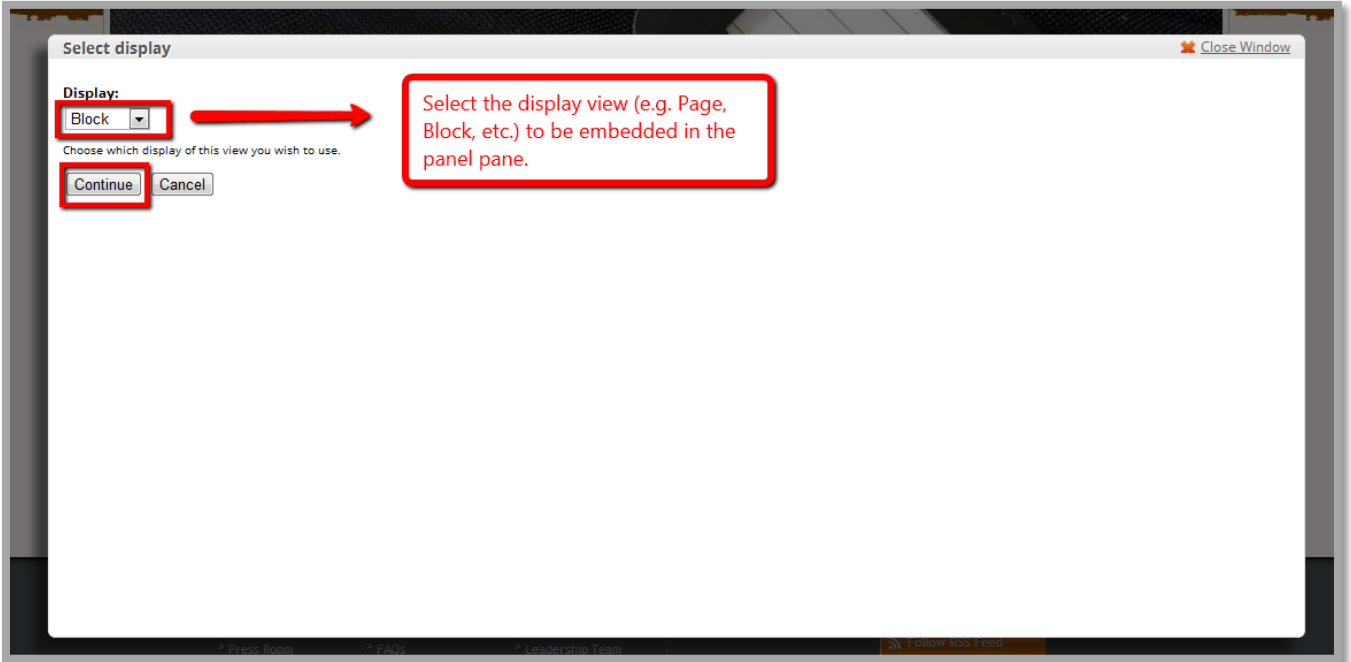 Select display
Close Window
Display:
Block
Select the display view (e.g. Page,
Block, etc.) to be embedded in the
panel pane.
Choose which display of this view you wish to use.
Continue Cancel
> Press Room > FAQs > Leadership Team Follow RSS Feed